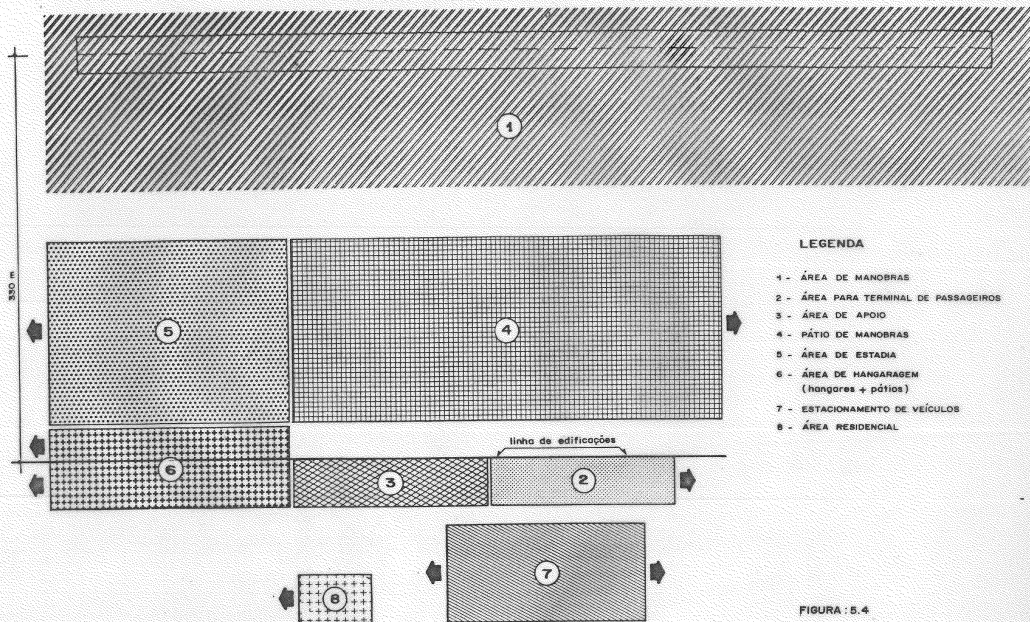 1
330 m
5
4
6
linha de edificações
3
2
7
8
LEGENDA
1 - ÁREA DE MANOBRAS
2 - ÁREA PARA TERMINAL DE PASSAGEIROS
3 - ÁREA DE APOIO
4 - PÁTIO DE MANOBRAS
5 - ÁREA DE ESTADIA
6 - ÁREA DE HANGARAGEM
(hangares + pátios)
7 - ESTACIONAMENTO DE VEÍCULOS
8 - ÁREA RESIDENCIAL
FIGURA : 5.4